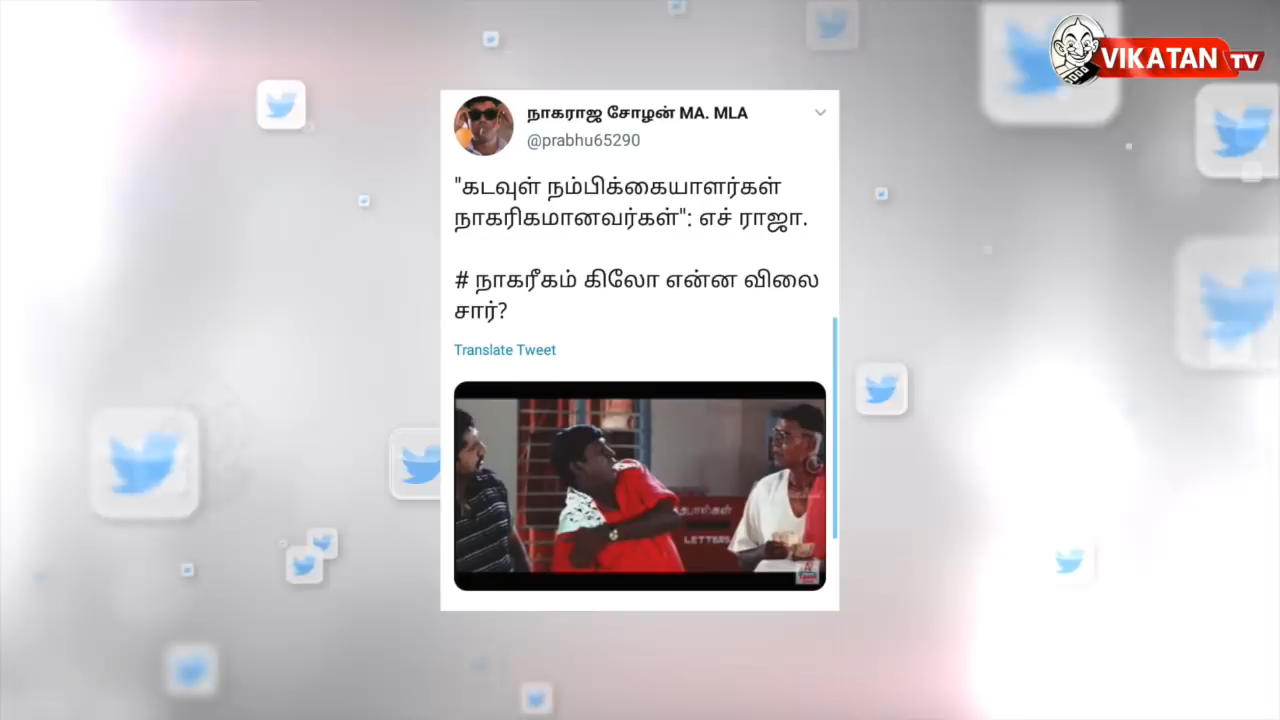 VIKATAN TV
நாகராஜ சோழன் MA. MLA
@prabhu65290
"கடவுள் நம்பிக்கையாளர்கள்
நாகரிகமானவர்கள்": எச் ராஜா.
# நாகரீகம் கிலோ என்ன விலை
சார்?
Translate Tweet
LETTERS